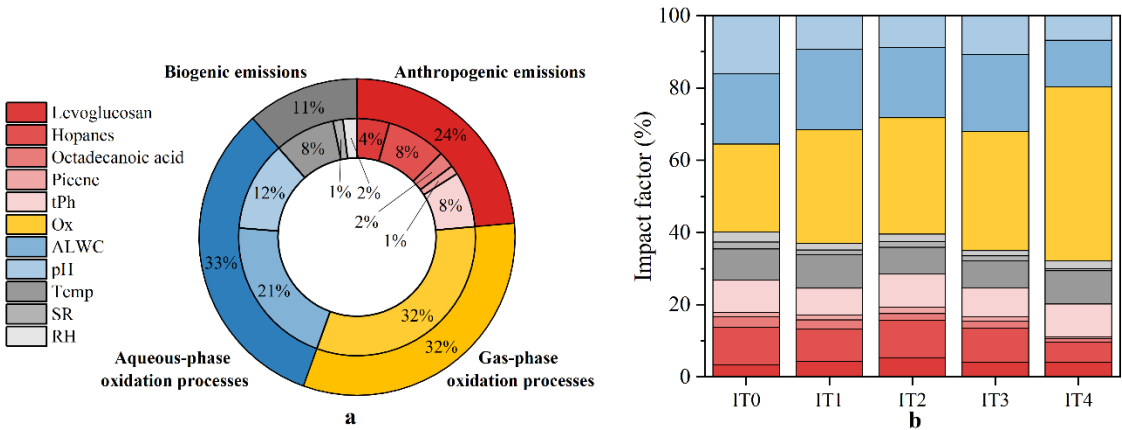 Biogenic emissions
Anthropogenic emissions
Levoglucosan
Hopanes
Octadecanoic acid
Picene
tPh
Ox
ALWC
pH
Temp
SR
RH
11%
24%
8%
4%
8%
1%
2%
2%
1%
8%
12%
33%
21%
32%
32%
Aqueous-phase
oxidation processes
Gas-phase
oxidation processes
a
Impact factor (%)
100
80
60
40
20
0
IT0
IT1
IT2
IT3
IT4
b